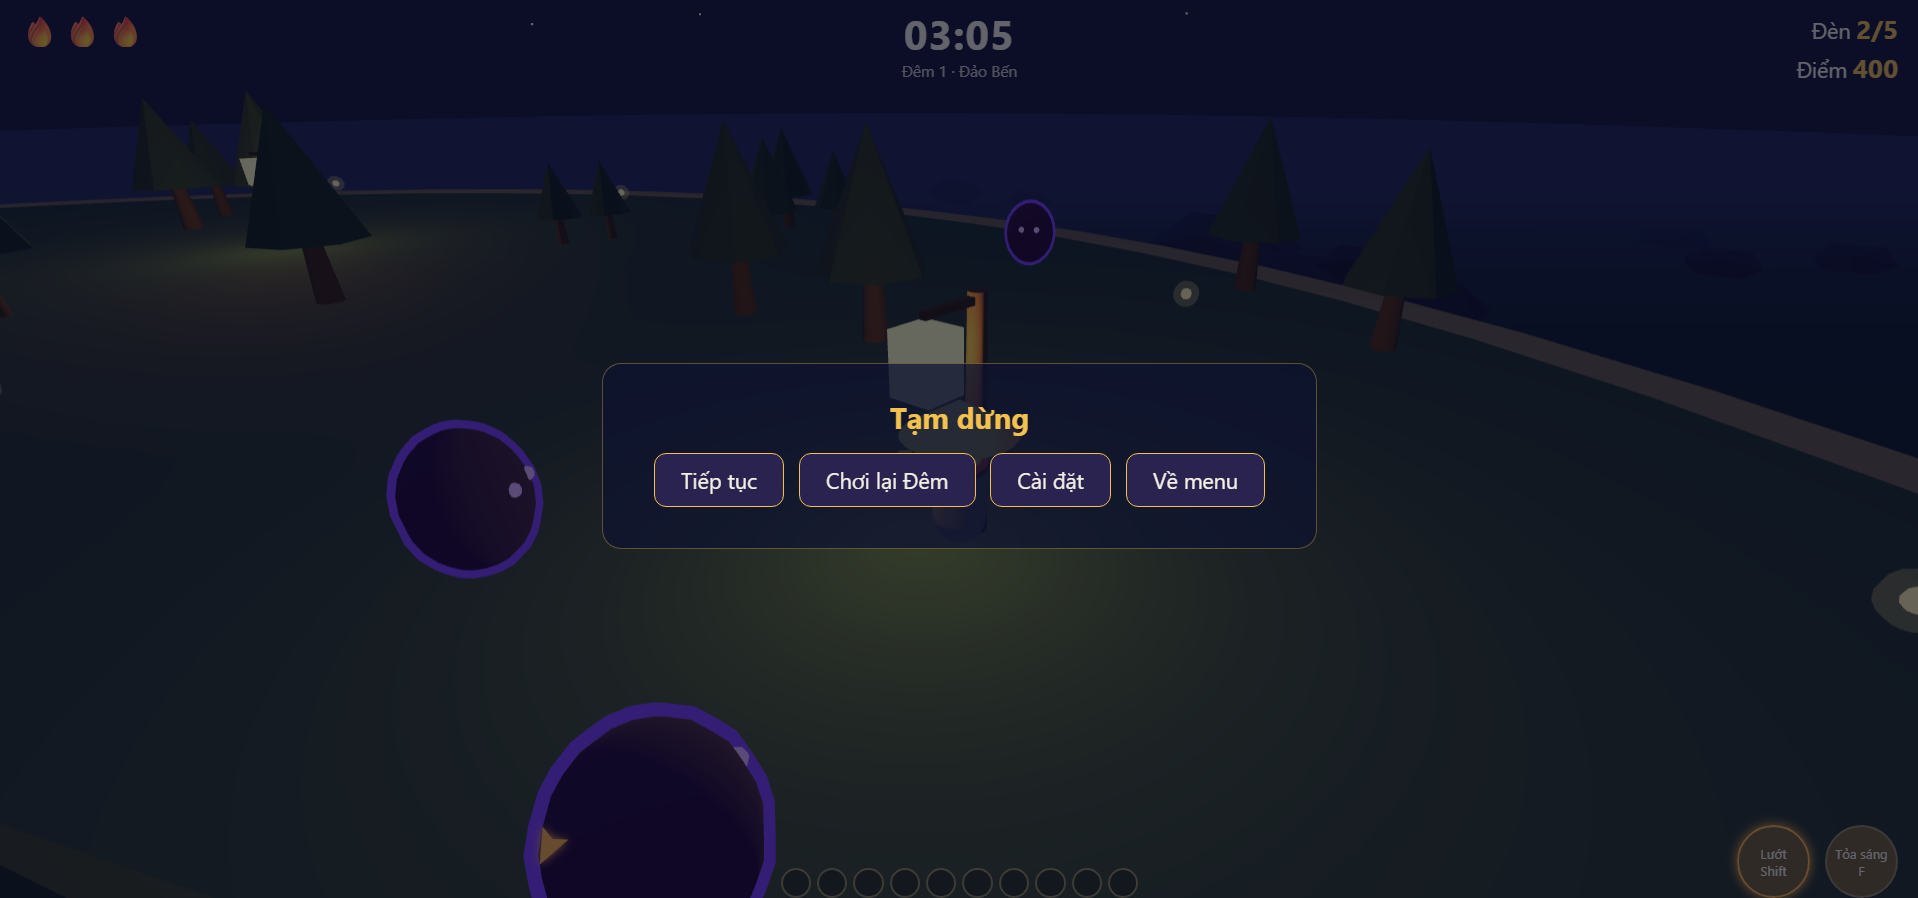 03:05
Đêm 1 · Đảo Bến
Đèn 2/5
Điểm 400
Tạm dừng
Tiếp tục
Chơi lại Đêm
Cài đặt
Về menu
Lướt
Shift
Tỏa sáng
F